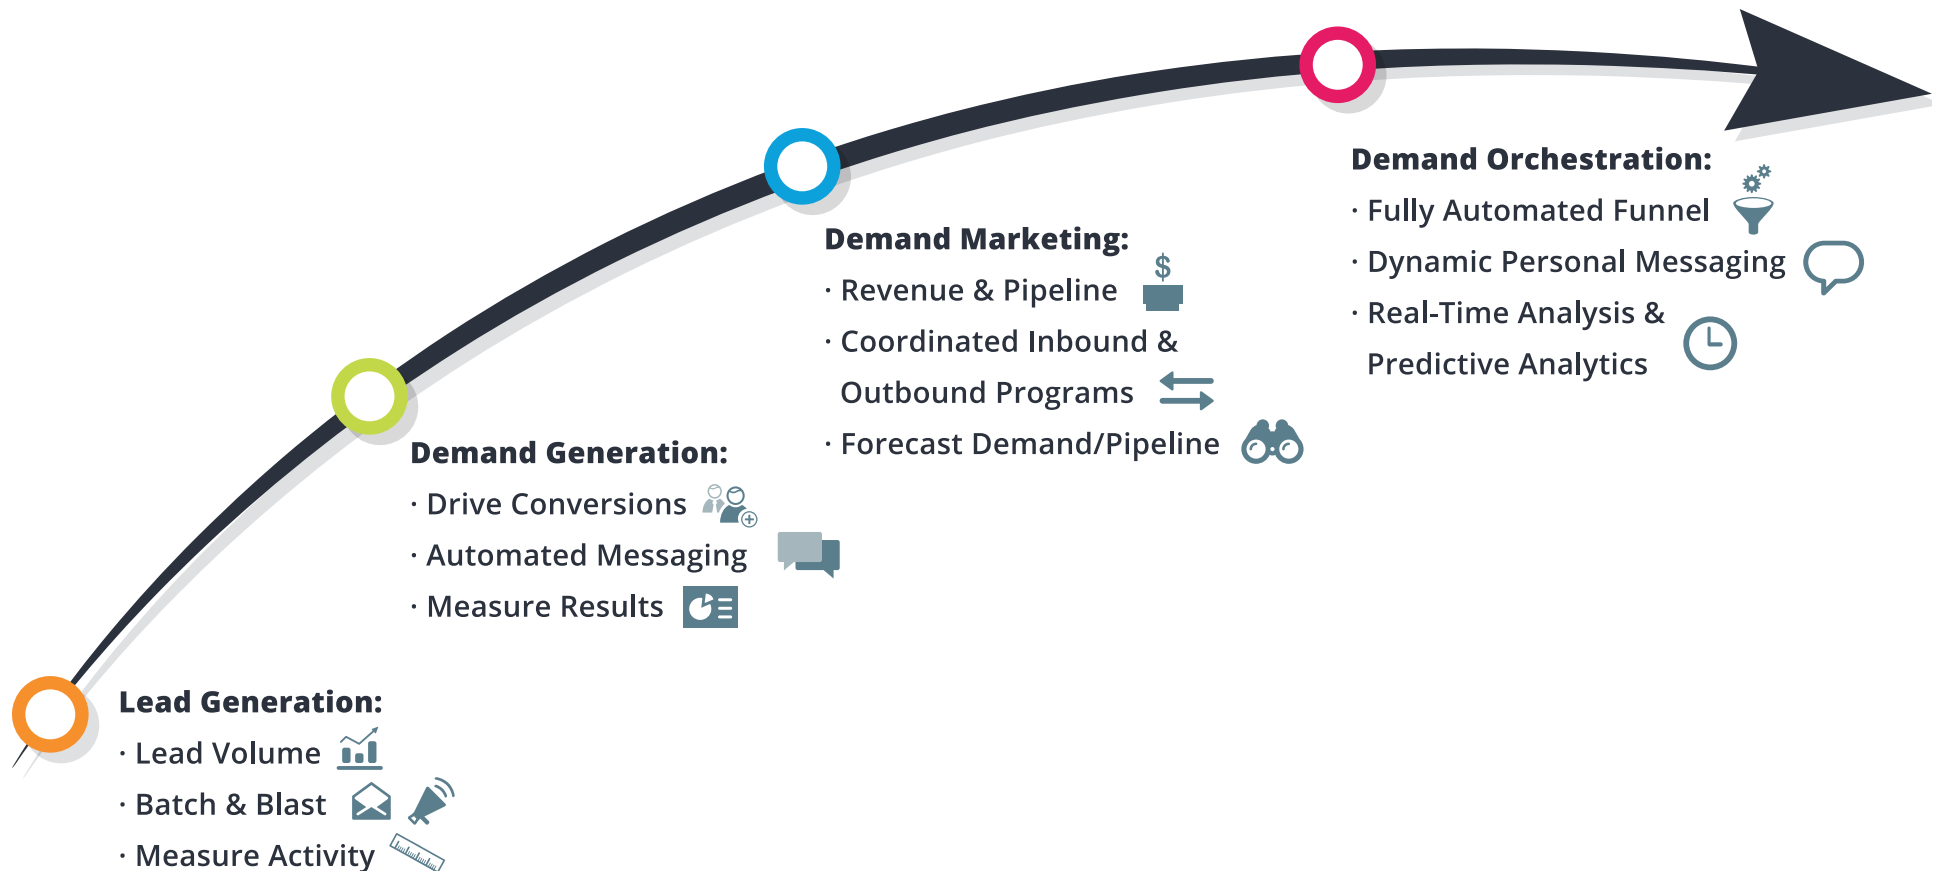 Demand Orchestration:
· Fully Automated Funnel
· Dynamic Personal Messaging
· Real-Time Analysis &
Predictive Analytics
Demand Marketing:
$
· Revenue & Pipeline
· Coordinated Inbound &
Outbound Programs
· Forecast Demand/Pipeline
Demand Generation:
· Drive Conversions
· Automated Messaging
· Measure Results
Lead Generation:
· Lead Volume
· Batch & Blast
· Measure Activity